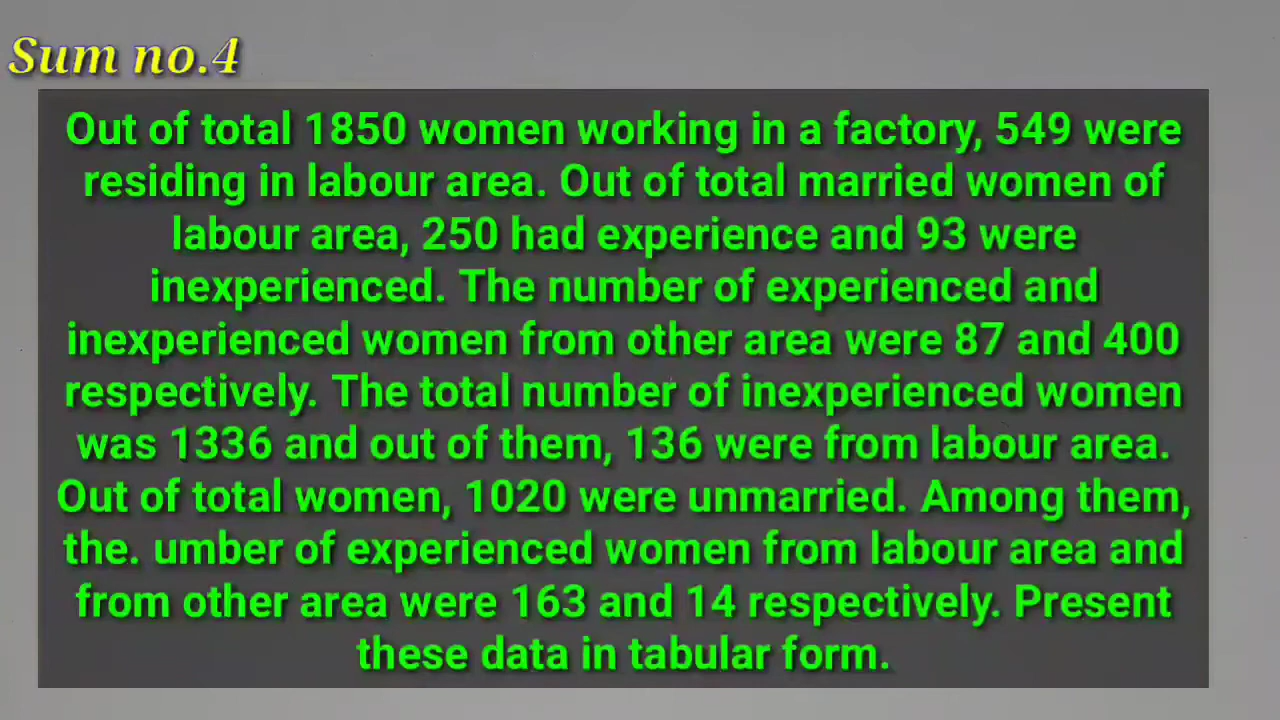 Sum no.4
Out of total 1850 women working in a factory, 549 were
residing in labour area. Out of total married women of
labour area, 250 had experience and 93 were
inexperienced. The number of experienced and
inexperienced women from other area were 87 and 400
respectively. The total number of inexperienced women
was 1336 and out of them, 136 were from labour area.
Out of total women, 1020 were unmarried. Among them,
the. umber of experienced women from labour area and
from other area were 163 and 14 respectively. Present
these data in tabular form.